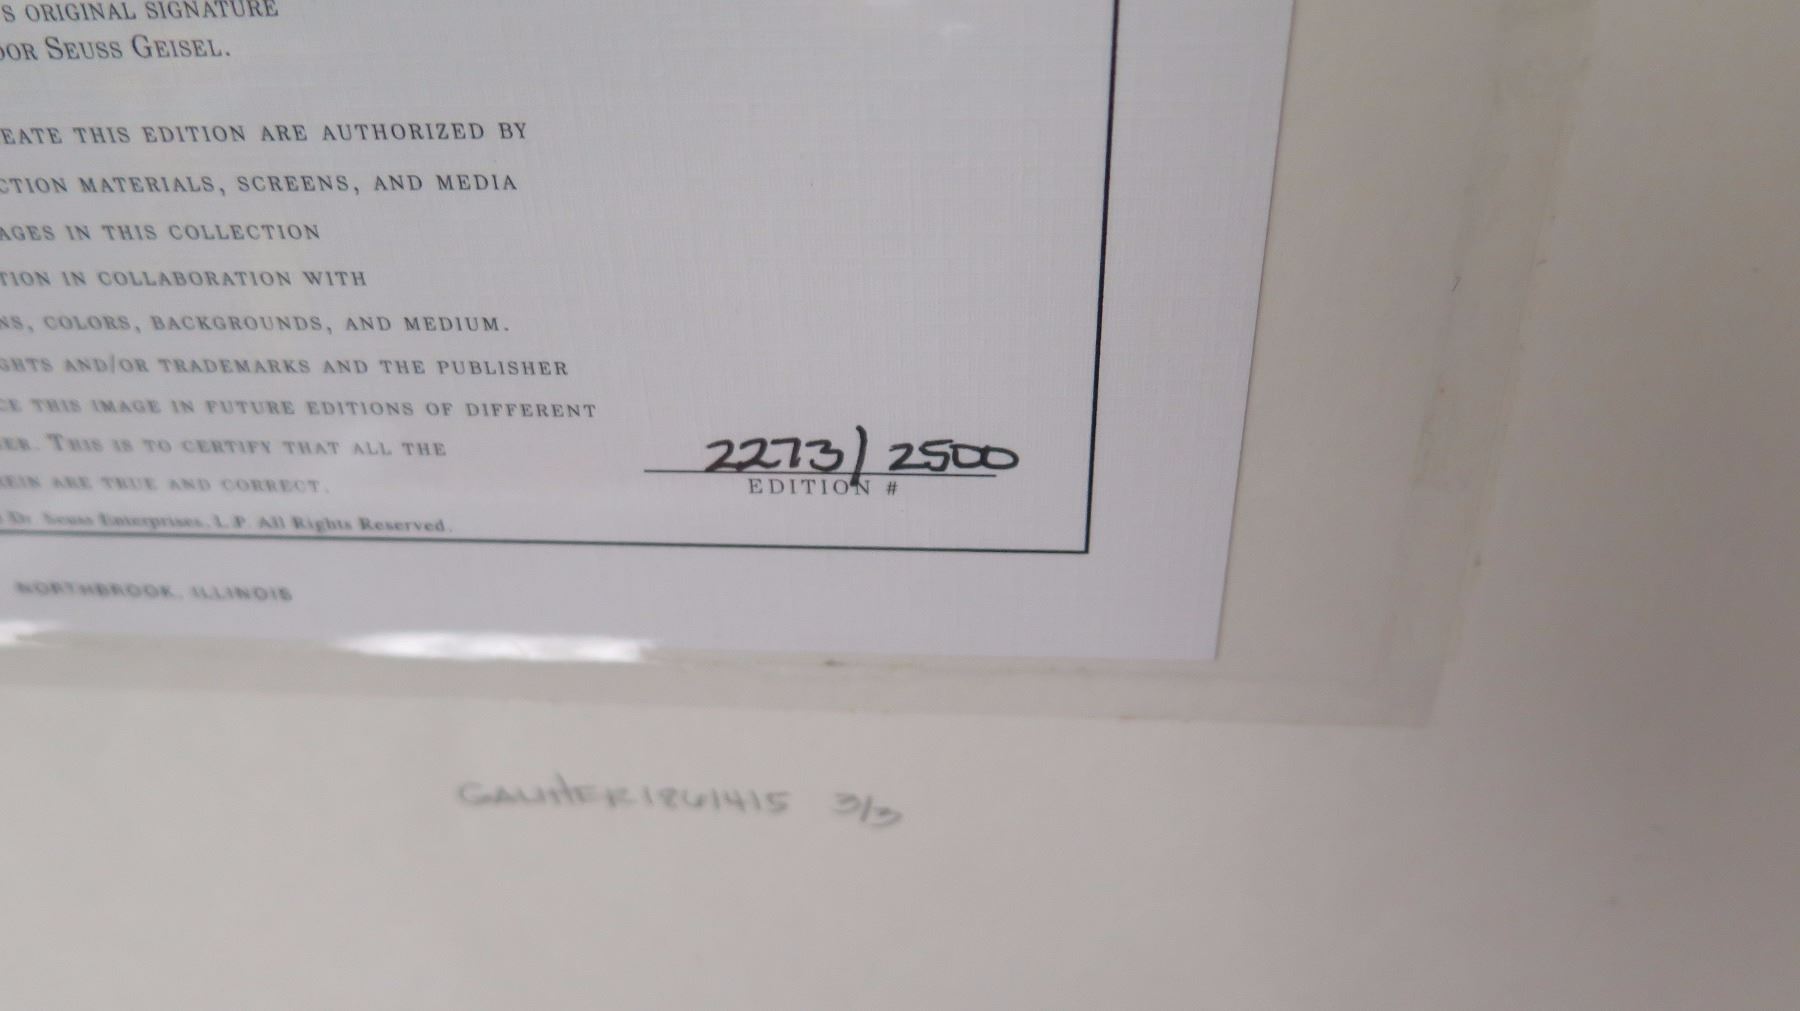 S ORIGINAL SIGNATURE
OR SEUSS GEISEL.
EATE THIS EDITION ARE AUTHORIZED BY
CTION MATERIALS, SCREENS, AND MEDIA
AGES IN THIS COLLECTION
TION IN COLLABORATION WITH
NS, COLORS, BACKGROUNDS, AND MEDIUM.
GHTS AND/OR TRADEMARKS AND THE PUBLISHER
CE THIS IMAGE IN FUTURE EDITIONS OF DIFFERENT
ER. THIS IS TO CERTIFY THAT ALL THE
EIN ARE TRUE AND CORRECT.
2273/2500
EDITION #
Dr. Seuss Enterprises, L.P. All Rights Reserved.
NORTHBROOK, ILLINOIS
3/3